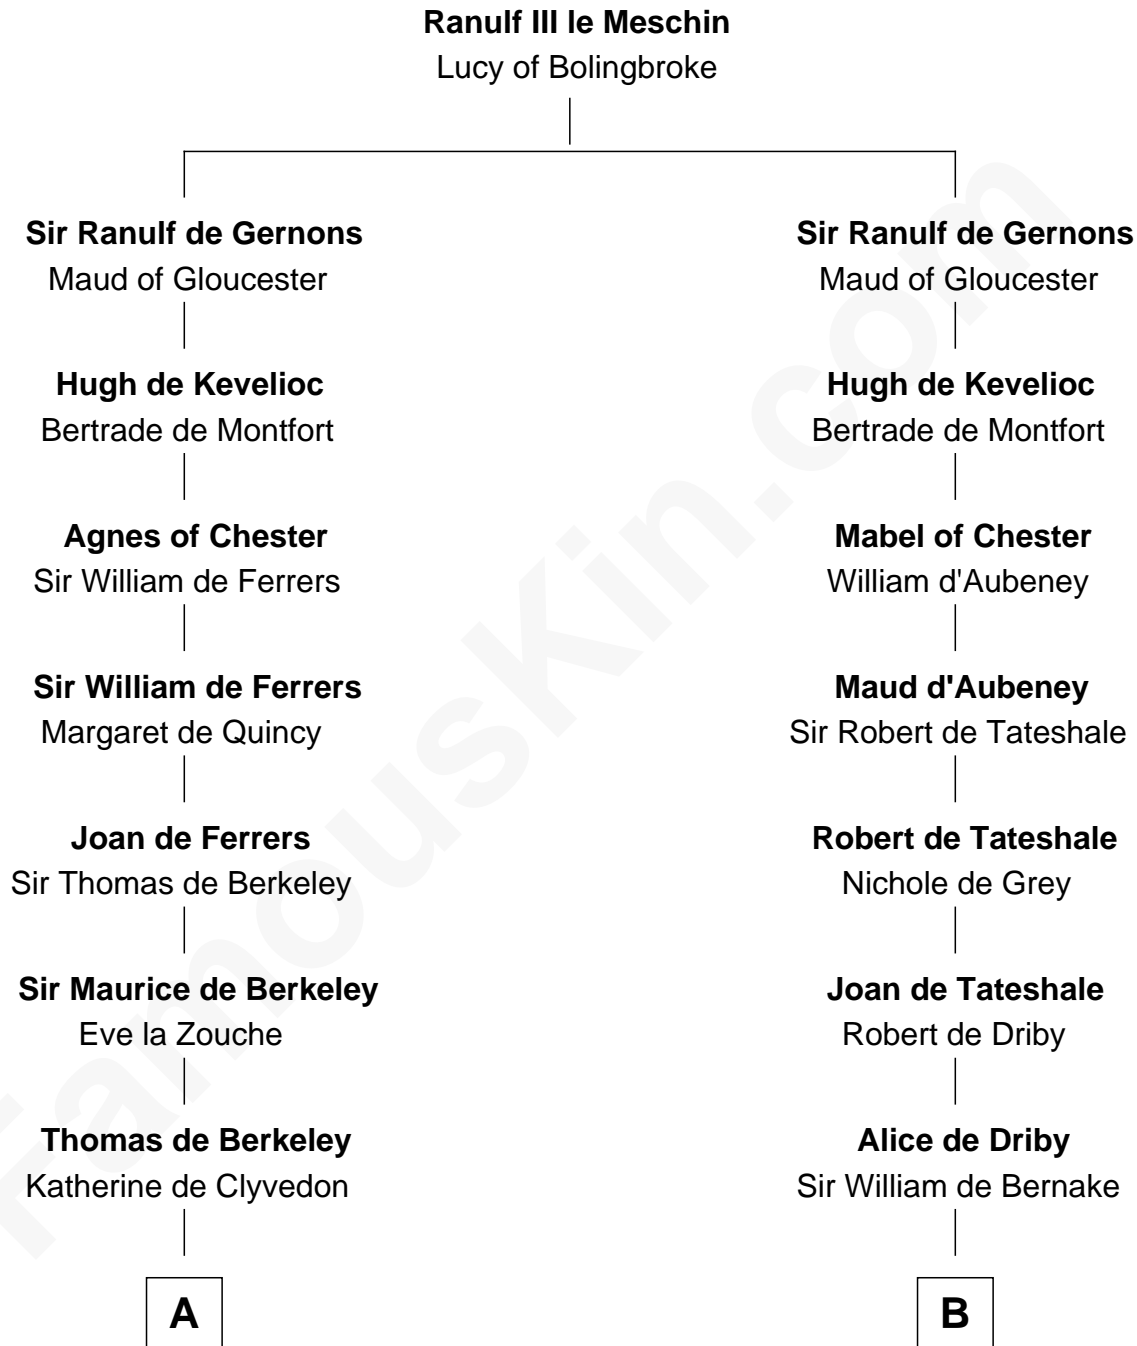 Ranulf III le Meschin
Lucy of Bolingbroke
Sir Ranulf de Gernons
Maud of Gloucester
Hugh de Kevelioc
Bertrade de Montfort
Agnes of Chester
Sir William de Ferrers
Sir William de Ferrers
Margaret de Quincy
Joan de Ferrers
Sir Thomas de Berkeley
Sir Maurice de Berkeley
Eve la Zouche
Thomas de Berkeley
Katherine de Clyvedon
A
Sir Ranulf de Gernons
Maud of Gloucester
Hugh de Kevelioc
Bertrade de Montfort
Mabel of Chester
William d'Aubeney
Maud d'Aubeney
Sir Robert de Tateshale
Robert de Tateshale
Nichole de Grey
Joan de Tateshale
Robert de Driby
Alice de Driby
Sir William de Bernake
B
FamousKin.com